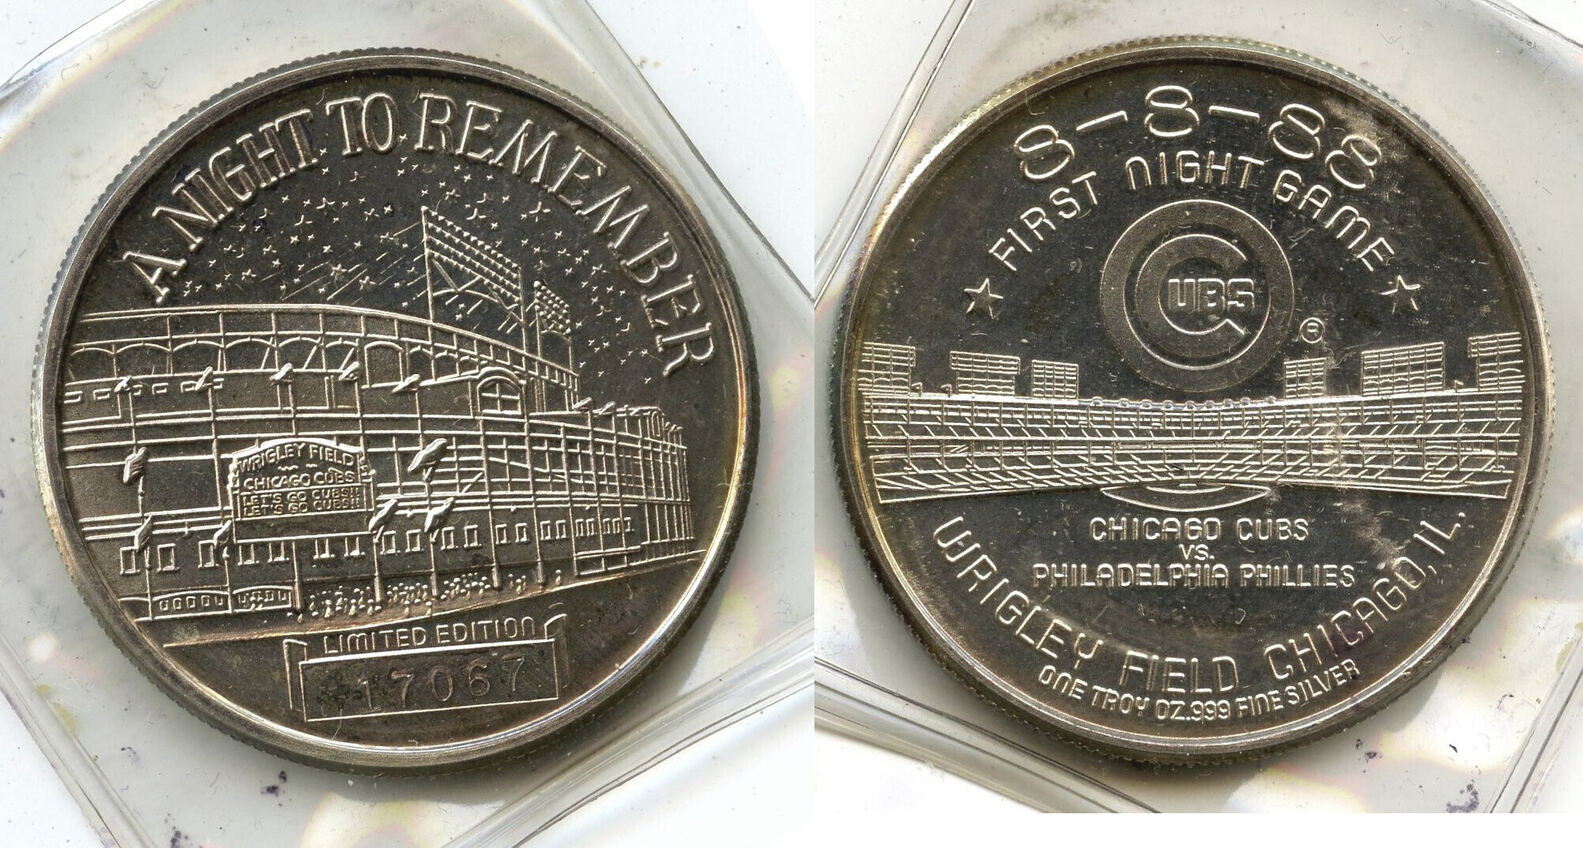 A NIGHT TO REMEMBER
WRIGLEY FIELD
CHICAGO CUBS
LET'S GO CUBS!!
LET'S GO CUBS!!
LIMITED EDITION
17067
8-8-88
★ FIRST NIGHT GAME ★
CUBS
®
CHICAGO CUBS
VS.
PHILADELPHIA PHILLIES
WRIGLEY FIELD CHICAGO, IL.
ONE TROY OZ .999 FINE SILVER